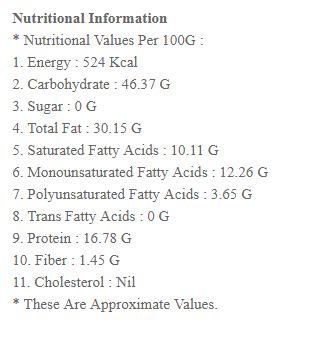 Nutritional Information
* Nutritional Values Per 100G :
1. Energy : 524 Kcal
2. Carbohydrate : 46.37 G
3. Sugar : 0 G
4. Total Fat : 30.15 G
5. Saturated Fatty Acids : 10.11 G
6. Monounsaturated Fatty Acids : 12.26 G
7. Polyunsaturated Fatty Acids : 3.65 G
8. Trans Fatty Acids : 0 G
9. Protein : 16.78 G
10. Fiber : 1.45 G
11. Cholesterol : Nil
* These Are Approximate Values.